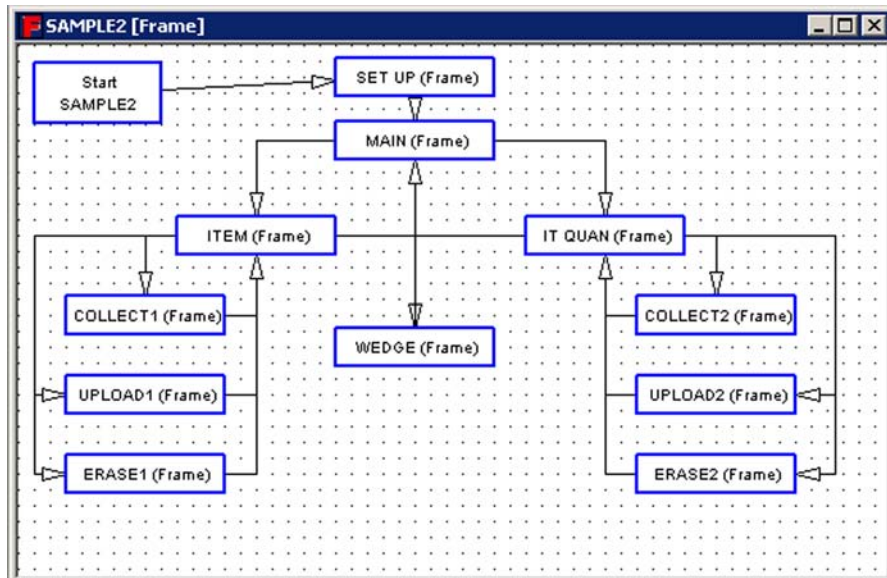 SAMPLE2 [Frame]
Start
SAMPLE2
SET UP (Frame)
MAIN (Frame)
ITEM (Frame)
IT QUAN (Frame)
COLLECT1 (Frame)
COLLECT2 (Frame)
WEDGE (Frame)
UPLOAD1 (Frame)
UPLOAD2 (Frame)
ERASE1 (Frame)
ERASE2 (Frame)